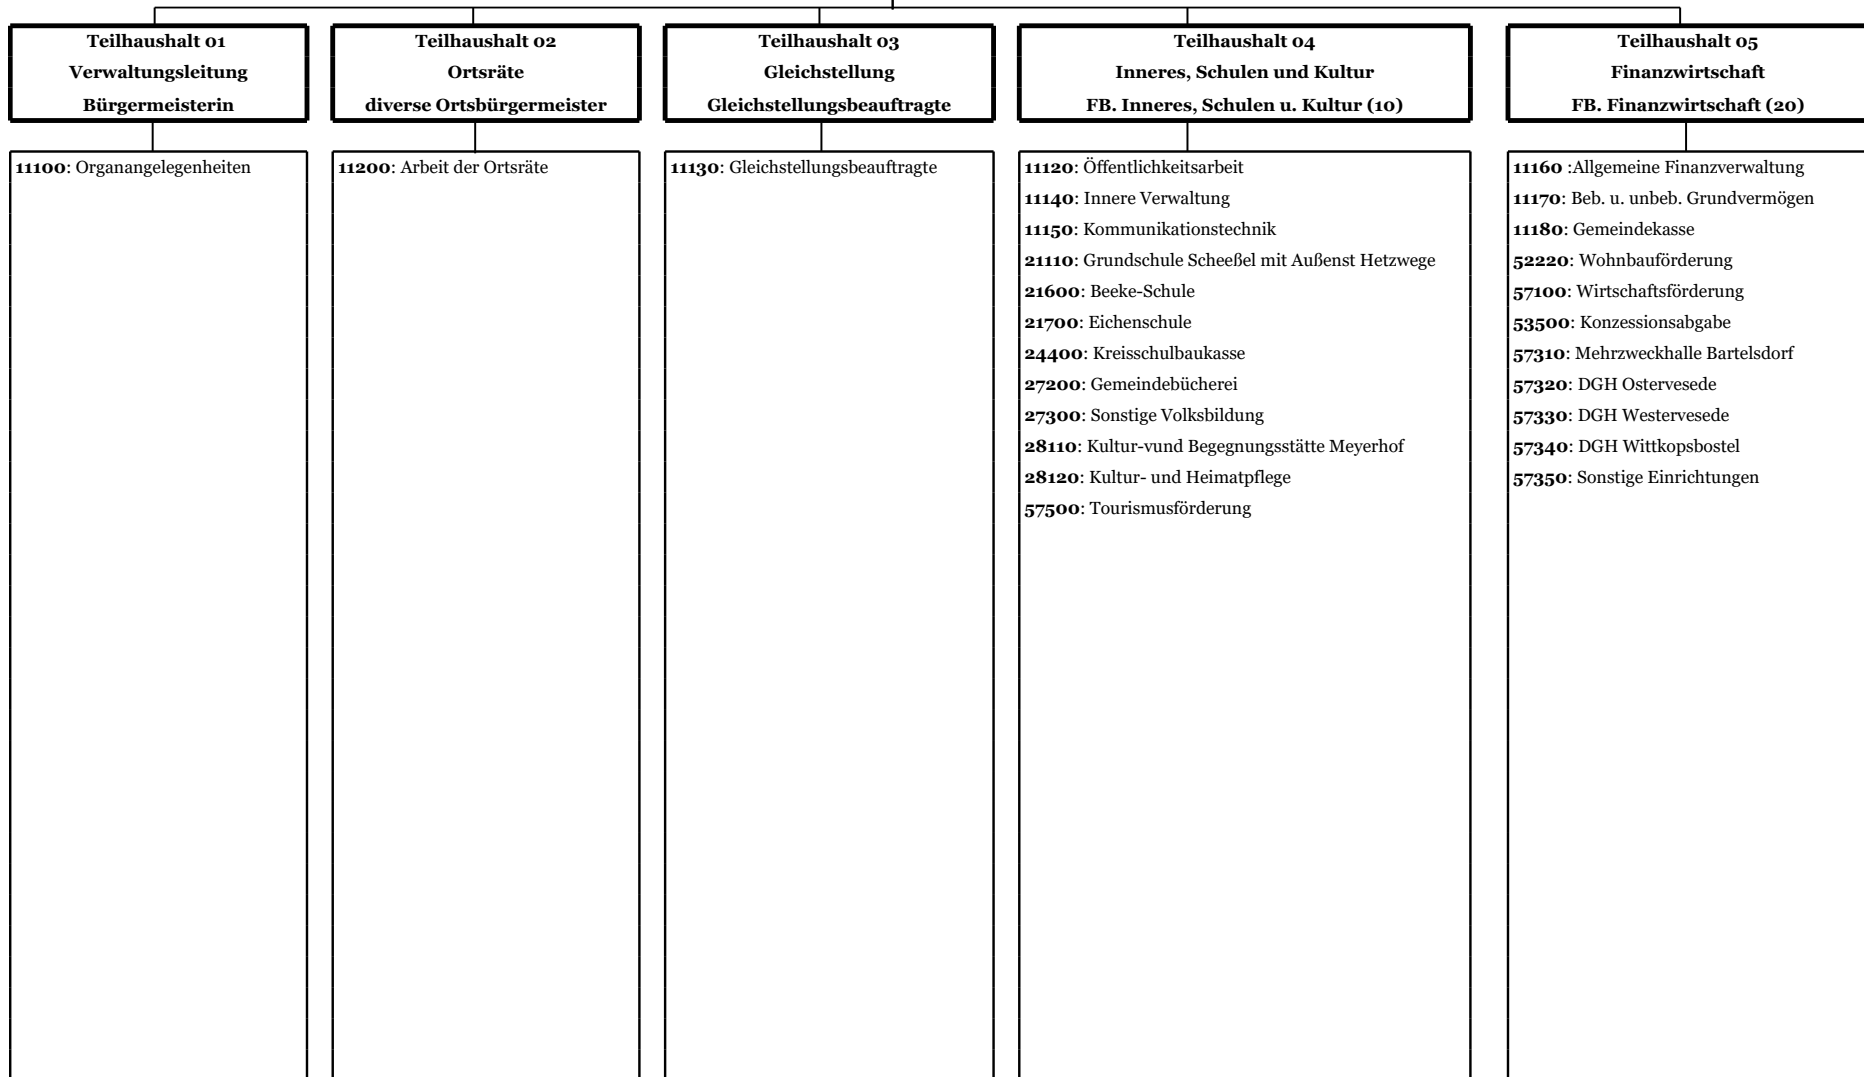 Teilhaushalt 01
Verwaltungsleitung
Bürgermeisterin
11100: Organangelegenheiten
Teilhaushalt 02
Ortsräte
diverse Ortsbürgermeister
11200: Arbeit der Ortsräte
Teilhaushalt 03
Gleichstellung
Gleichstellungsbeauftragte
11130: Gleichstellungsbeauftragte
Teilhaushalt 04
Inneres, Schulen und Kultur
FB. Inneres, Schulen u. Kultur (10)
11120: Öffentlichkeitsarbeit
11140: Innere Verwaltung
11150: Kommunikationstechnik
21110: Grundschule Scheeßel mit Außenst Hetzwege
21600: Beeke-Schule
21700: Eichenschule
24400: Kreisschulbaukasse
27200: Gemeindebücherei
27300: Sonstige Volksbildung
28110: Kultur-vund Begegnungsstätte Meyerhof
28120: Kultur- und Heimatpflege
57500: Tourismusförderung
Teilhaushalt 05
Finanzwirtschaft
FB. Finanzwirtschaft (20)
11160 :Allgemeine Finanzverwaltung
11170: Beb. u. unbeb. Grundvermögen
11180: Gemeindekasse
52220: Wohnbauförderung
57100: Wirtschaftsförderung
53500: Konzessionsabgabe
57310: Mehrzweckhalle Bartelsdorf
57320: DGH Ostervesede
57330: DGH Westervesede
57340: DGH Wittkopsbostel
57350: Sonstige Einrichtungen